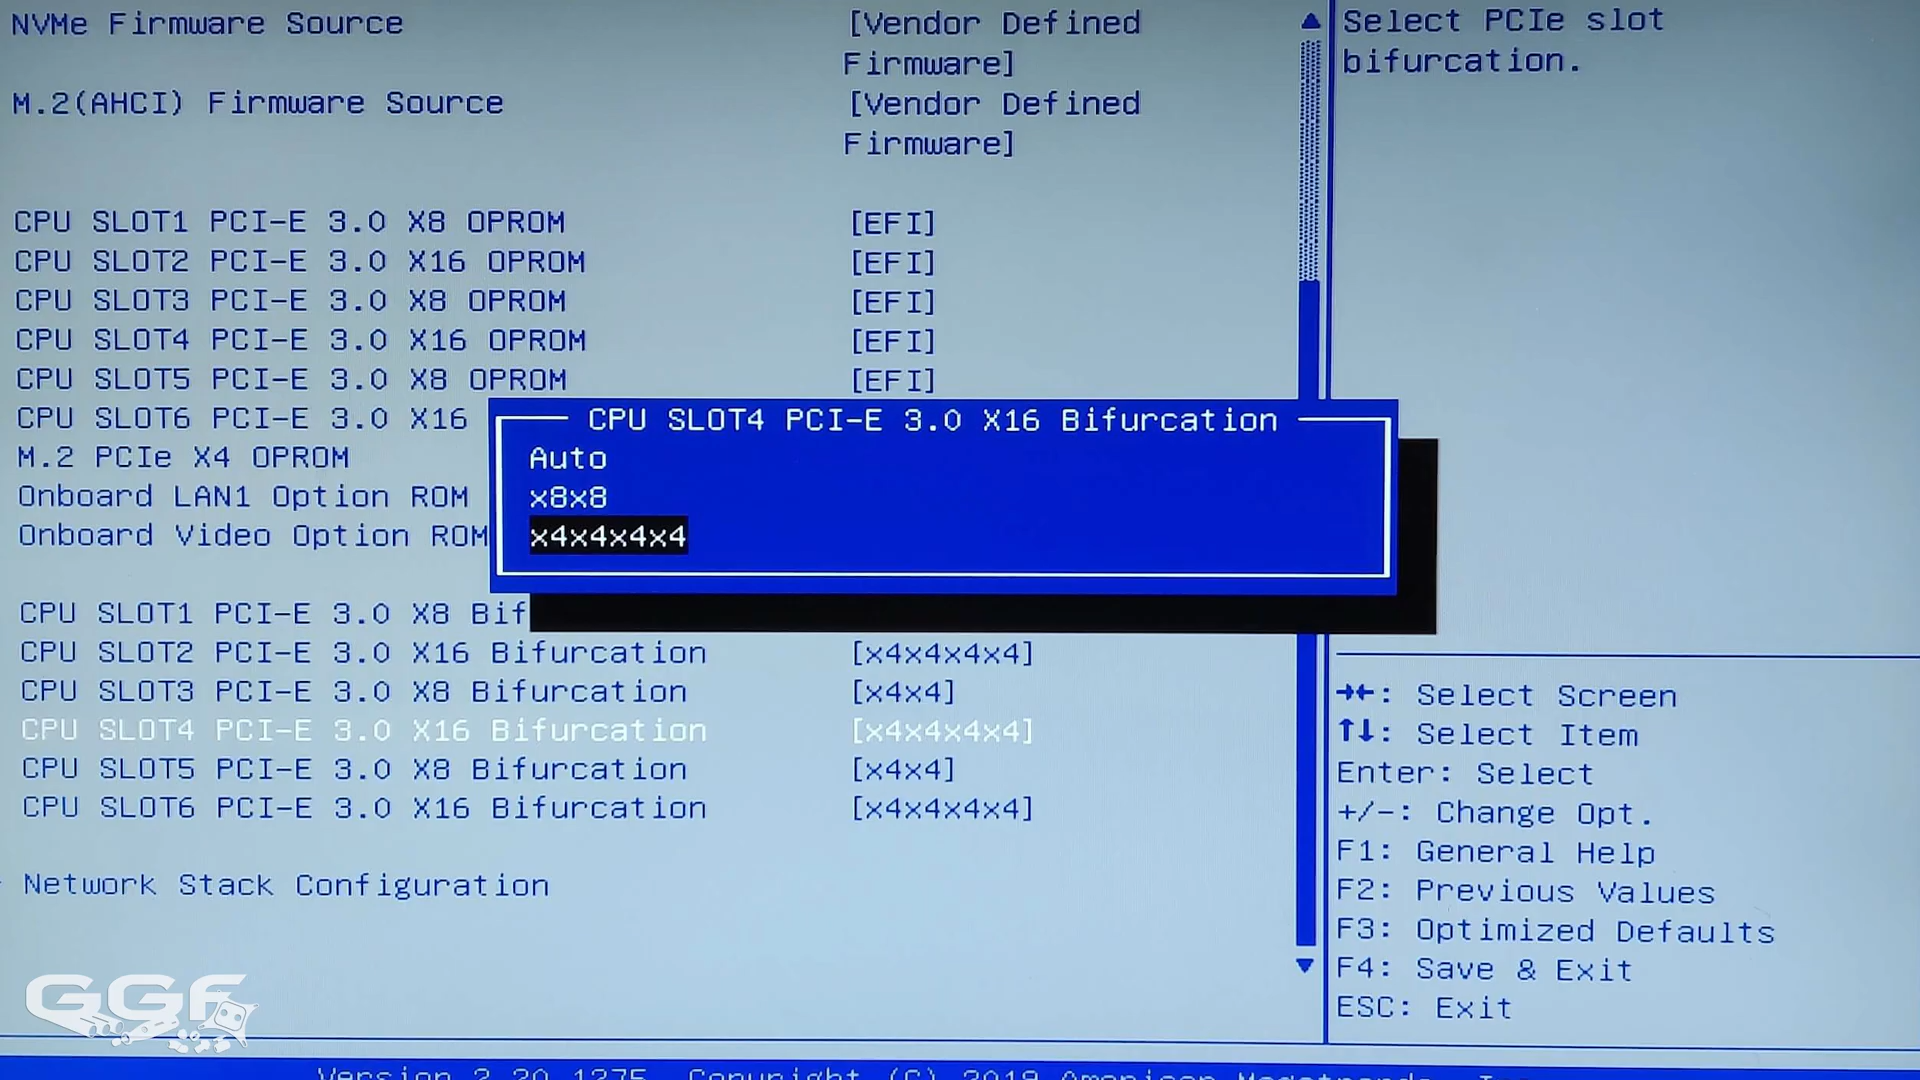 NVMe Firmware Source [Vendor Defined Firmware]
M.2(AHCI) Firmware Source [Vendor Defined Firmware]
CPU SLOT1 PCI-E 3.0 X8 OPROM [EFI]
CPU SLOT2 PCI-E 3.0 X16 OPROM [EFI]
CPU SLOT3 PCI-E 3.0 X8 OPROM [EFI]
CPU SLOT4 PCI-E 3.0 X16 OPROM [EFI]
CPU SLOT5 PCI-E 3.0 X8 OPROM [EFI]
CPU SLOT6 PCI-E 3.0 X16
M.2 PCIe X4 OPROM
Onboard LAN1 Option ROM
Onboard Video Option ROM
CPU SLOT4 PCI-E 3.0 X16 Bifurcation
Auto
x8x8
x4x4x4x4
CPU SLOT1 PCI-E 3.0 X8 Bif
CPU SLOT2 PCI-E 3.0 X16 Bifurcation [x4x4x4x4]
CPU SLOT3 PCI-E 3.0 X8 Bifurcation [x4x4]
CPU SLOT4 PCI-E 3.0 X16 Bifurcation [x4x4x4x4]
CPU SLOT5 PCI-E 3.0 X8 Bifurcation [x4x4]
CPU SLOT6 PCI-E 3.0 X16 Bifurcation [x4x4x4x4]
Network Stack Configuration
Select PCIe slot
bifurcation.
→←: Select Screen
↑↓: Select Item
Enter: Select
+/-: Change Opt.
F1: General Help
F2: Previous Values
F3: Optimized Defaults
F4: Save & Exit
ESC: Exit
GGF
Version 2.20.1275. Copyright (C) 2019 American Megatrends,